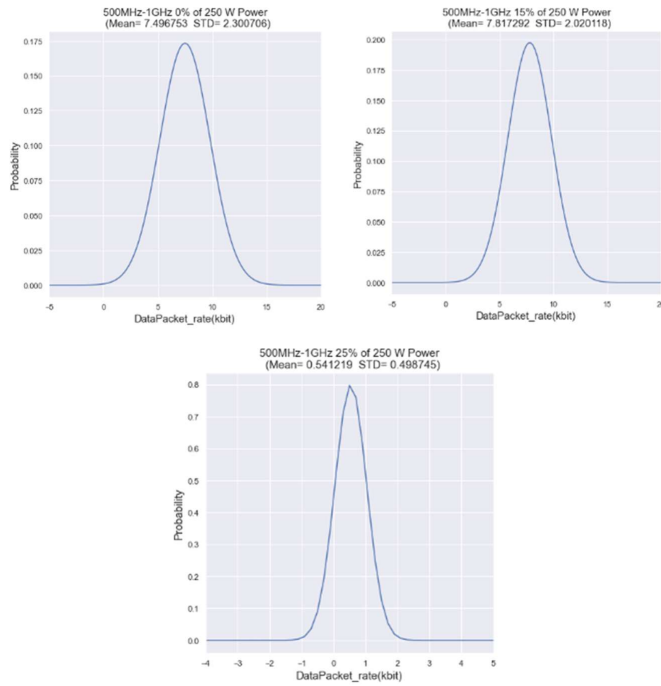 500MHz-1GHz 0% of 250 W Power
(Mean= 7.496753 STD= 2.300706)
0.175
0.150
0.125
0.100
0.075
0.050
0.025
0.000
Probability
-5 0 5 10 15 20
DataPacket_rate(kbit)
500MHz-1GHz 15% of 250 W Power
(Mean= 7.817292 STD= 2.020118)
0.200
0.175
0.150
0.125
0.100
0.075
0.050
0.025
0.000
Probability
-5 0 5 10 15 20
DataPacket_rate(kbit)
500MHz-1GHz 25% of 250 W Power
(Mean= 0.541219 STD= 0.498745)
0.8
0.7
0.6
0.5
0.4
0.3
0.2
0.1
0.0
Probability
-4 -3 -2 -1 0 1 2 3 4 5
DataPacket_rate(kbit)